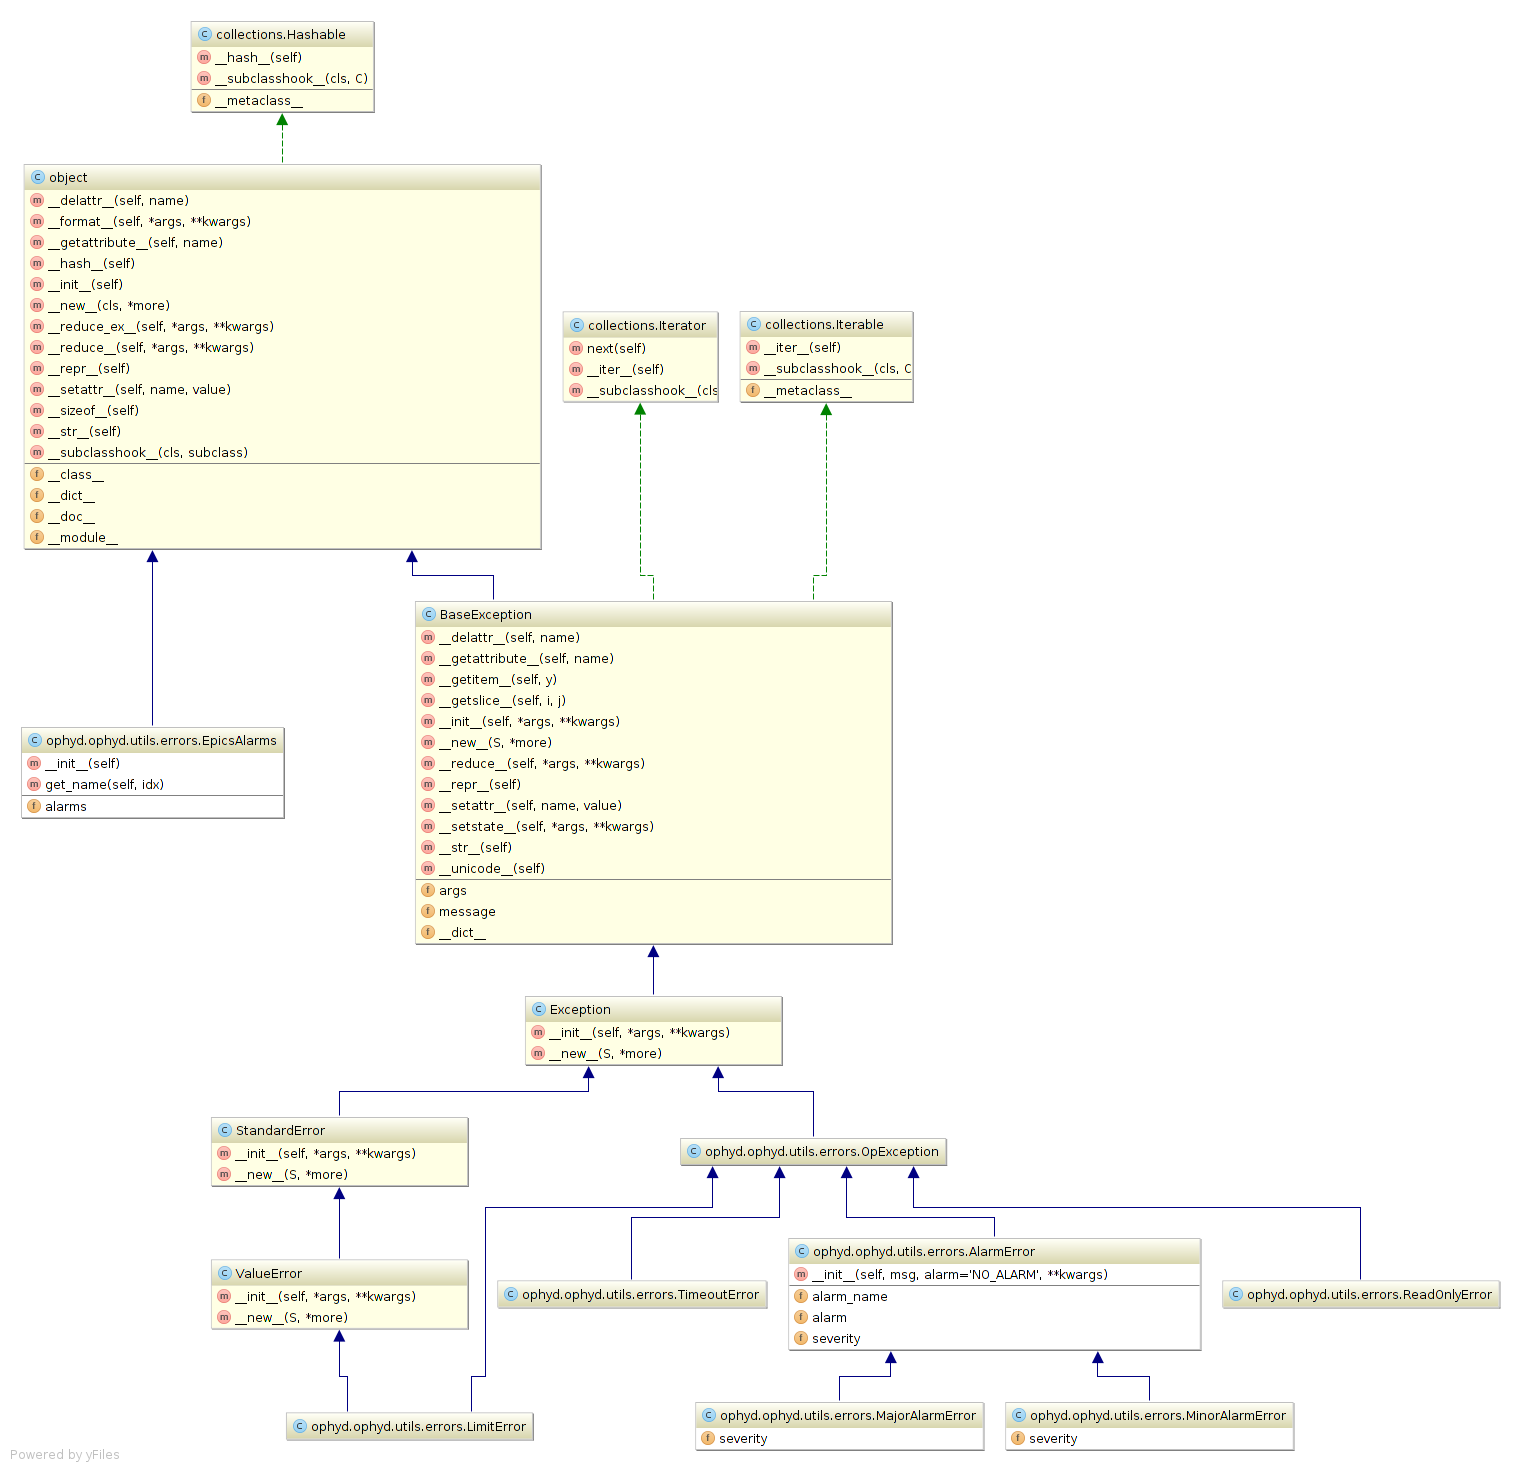 C collections.Hashable
m __hash__(self)
m __subclasshook__(cls, C)
f __metaclass__
C object
m __delattr__(self, name)
m __format__(self, *args, **kwargs)
m __getattribute__(self, name)
m __hash__(self)
m __init__(self)
m __new__(cls, *more)
m __reduce_ex__(self, *args, **kwargs)
m __reduce__(self, *args, **kwargs)
m __repr__(self)
m __setattr__(self, name, value)
m __sizeof__(self)
m __str__(self)
m __subclasshook__(cls, subclass)
f __class__
f __dict__
f __doc__
f __module__
C collections.Iterator
m next(self)
m __iter__(self)
m __subclasshook__(cls
C collections.Iterable
m __iter__(self)
m __subclasshook__(cls, C
f __metaclass__
C BaseException
m __delattr__(self, name)
m __getattribute__(self, name)
m __getitem__(self, y)
m __getslice__(self, i, j)
m __init__(self, *args, **kwargs)
m __new__(S, *more)
m __reduce__(self, *args, **kwargs)
m __repr__(self)
m __setattr__(self, name, value)
m __setstate__(self, *args, **kwargs)
m __str__(self)
m __unicode__(self)
f args
f message
f __dict__
C ophyd.ophyd.utils.errors.EpicsAlarms
m __init__(self)
m get_name(self, idx)
f alarms
C Exception
m __init__(self, *args, **kwargs)
m __new__(S, *more)
C StandardError
m __init__(self, *args, **kwargs)
m __new__(S, *more)
C ophyd.ophyd.utils.errors.OpException
C ValueError
m __init__(self, *args, **kwargs)
m __new__(S, *more)
C ophyd.ophyd.utils.errors.TimeoutError
C ophyd.ophyd.utils.errors.AlarmError
m __init__(self, msg, alarm='NO_ALARM', **kwargs)
f alarm_name
f alarm
f severity
C ophyd.ophyd.utils.errors.ReadOnlyError
C ophyd.ophyd.utils.errors.LimitError
C ophyd.ophyd.utils.errors.MajorAlarmError
f severity
C ophyd.ophyd.utils.errors.MinorAlarmError
f severity
Powered by yFiles